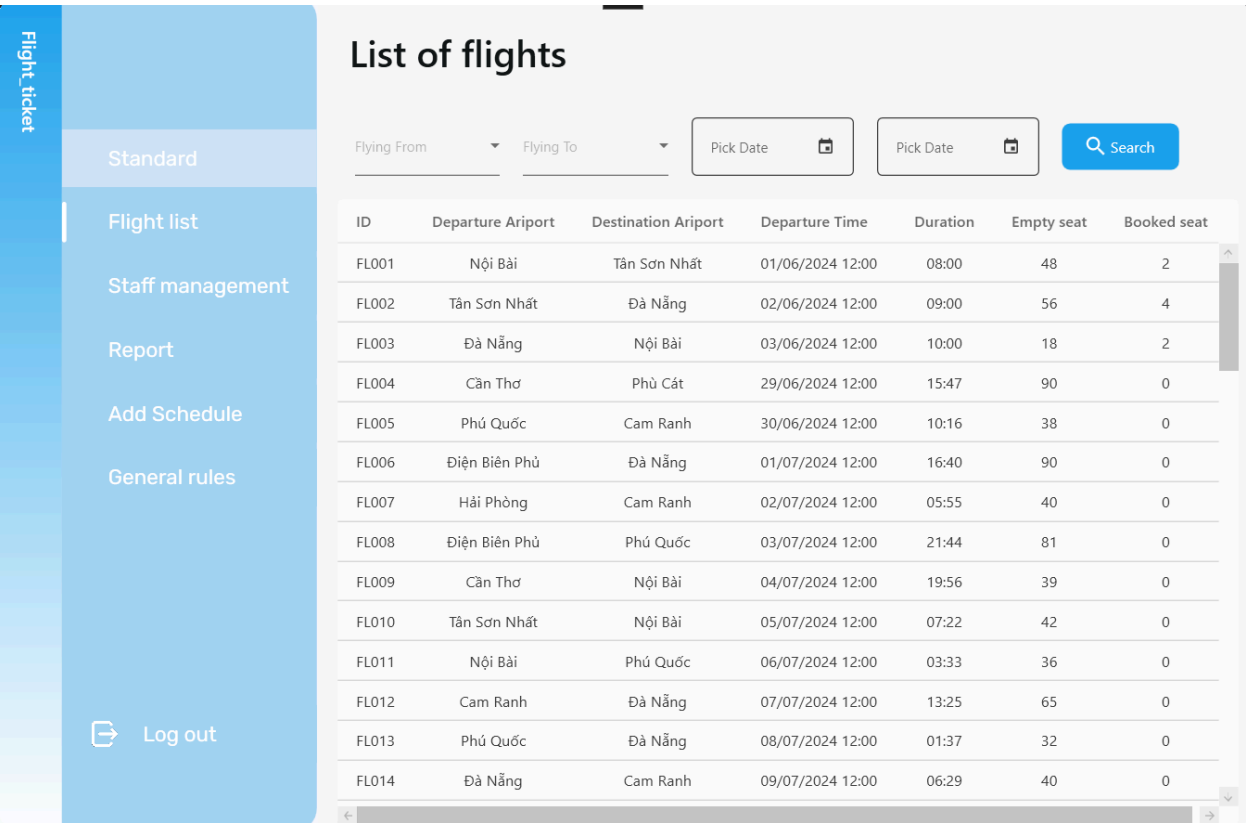 Flight_ticket
Standard
Flight list
Staff management
Report
Add Schedule
General rules
Log out
List of flights
Flying From Flying To Pick Date Pick Date Search
ID Departure Ariport Destination Ariport Departure Time Duration Empty seat Booked seat
FL001 Nội Bài Tân Sơn Nhất 01/06/2024 12:00 08:00 48 2
FL002 Tân Sơn Nhất Đà Nẵng 02/06/2024 12:00 09:00 56 4
FL003 Đà Nẵng Nội Bài 03/06/2024 12:00 10:00 18 2
FL004 Cần Thơ Phù Cát 29/06/2024 12:00 15:47 90 0
FL005 Phú Quốc Cam Ranh 30/06/2024 12:00 10:16 38 0
FL006 Điện Biên Phủ Đà Nẵng 01/07/2024 12:00 16:40 90 0
FL007 Hải Phòng Cam Ranh 02/07/2024 12:00 05:55 40 0
FL008 Điện Biên Phủ Phú Quốc 03/07/2024 12:00 21:44 81 0
FL009 Cần Thơ Nội Bài 04/07/2024 12:00 19:56 39 0
FL010 Tân Sơn Nhất Nội Bài 05/07/2024 12:00 07:22 42 0
FL011 Nội Bài Phú Quốc 06/07/2024 12:00 03:33 36 0
FL012 Cam Ranh Đà Nẵng 07/07/2024 12:00 13:25 65 0
FL013 Phú Quốc Đà Nẵng 08/07/2024 12:00 01:37 32 0
FL014 Đà Nẵng Cam Ranh 09/07/2024 12:00 06:29 40 0